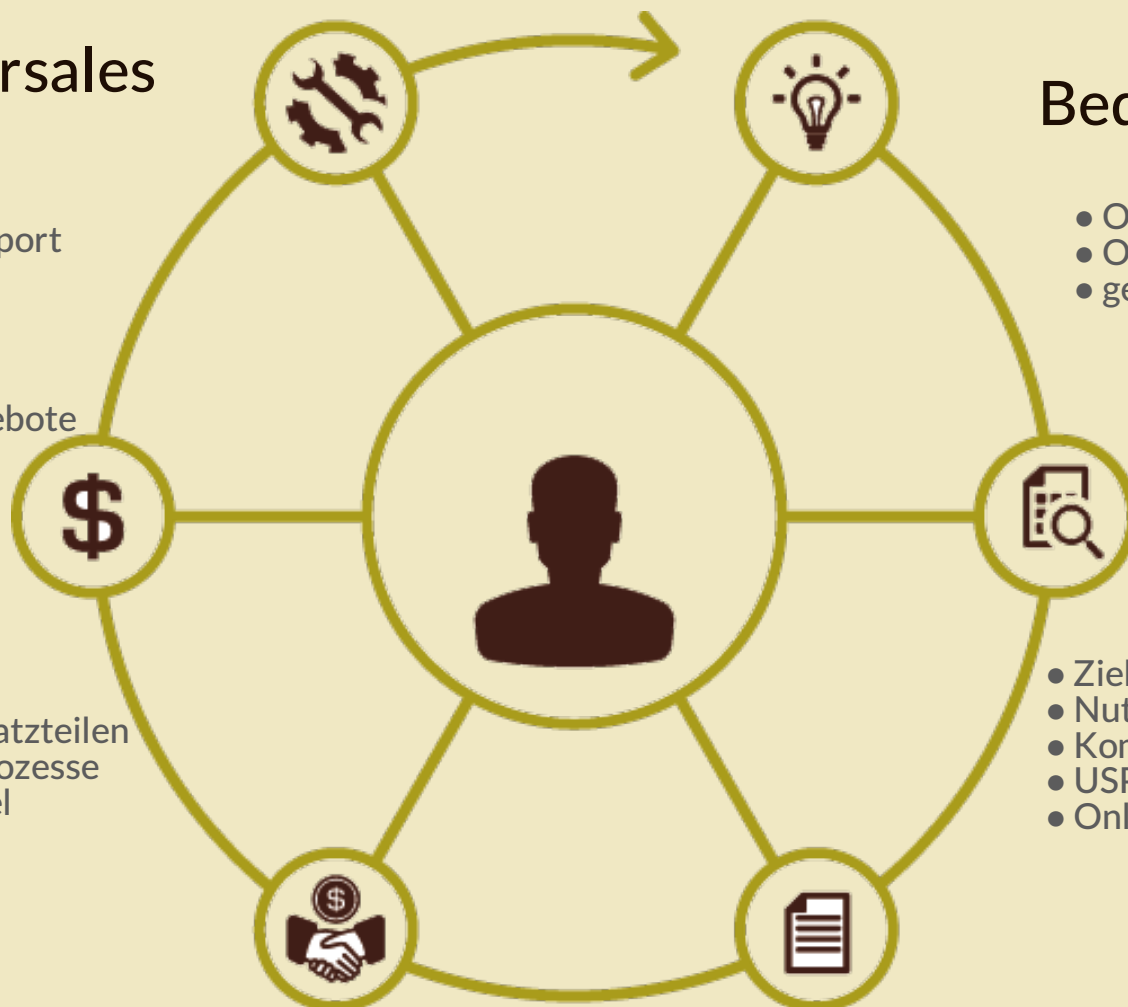 rsales
port
ebote
atzteilen
ozesse
el
Bed
• O
• O
• ge
• Ziel
• Nut
• Kon
• USP
• Onl
$
$